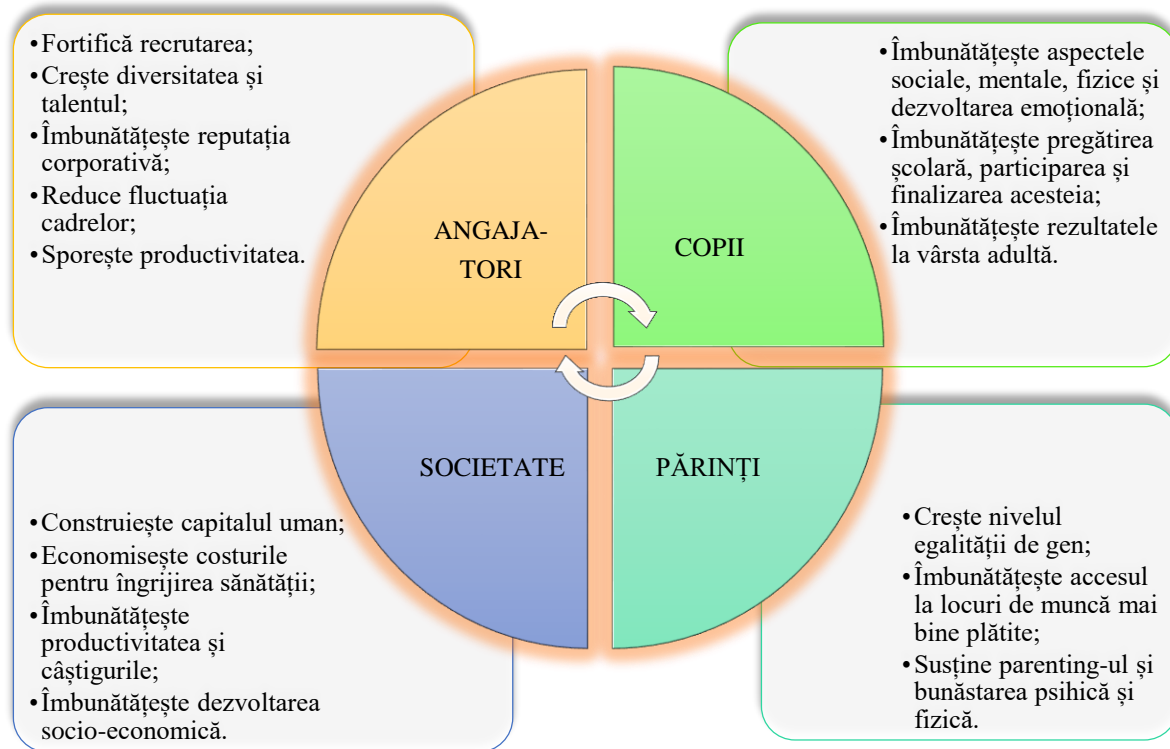 •Fortifică recrutarea;
•Crește diversitatea și
talentul;
•Îmbunătățește reputația
corporativă;
•Reduce fluctuația
cadrelor;
•Sporește productivitatea.
ANGAJA-
TORI
•Îmbunătățește aspectele
sociale, mentale, fizice și
dezvoltarea emoțională;
•Îmbunătățește pregătirea
școlară, participarea și
finalizarea acesteia;
•Îmbunătățește rezultatele
la vârsta adultă.
COPII
SOCIETATE
•Construiește capitalul uman;
•Economisește costurile
pentru îngrijirea sănătății;
•Îmbunătățește
productivitatea și
câștigurile;
•Îmbunătățește dezvoltarea
socio-economică.
PĂRINȚI
•Crește nivelul
egalității de gen;
•Îmbunătățește accesul
la locuri de muncă mai
bine plătite;
•Susține parenting-ul și
bunăstarea psihică și
fizică.